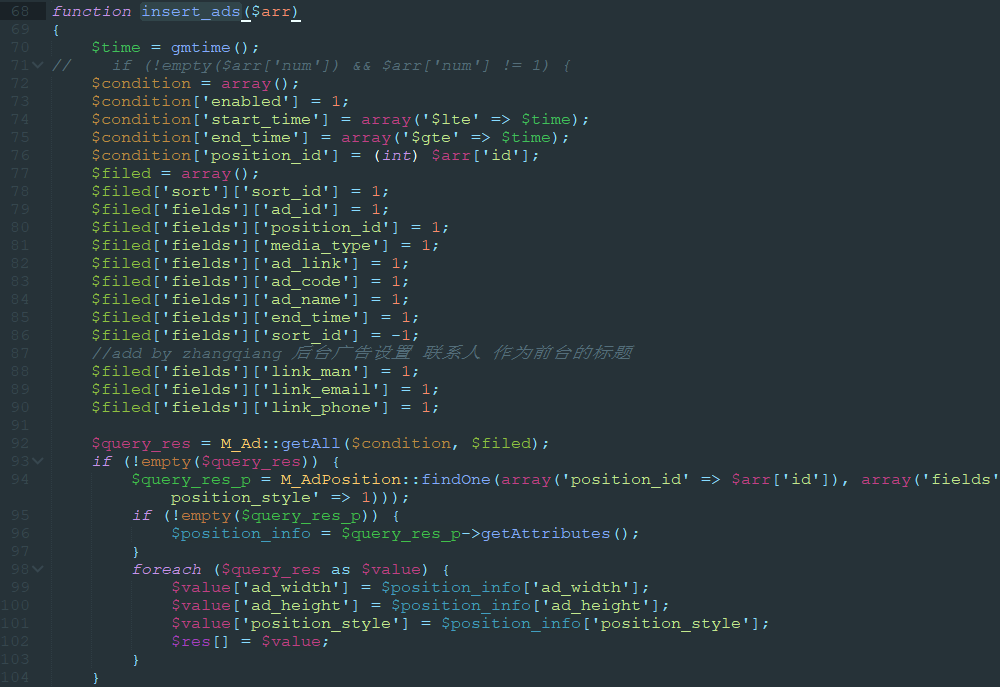 68 function insert_ads($arr)
69 {
70 $time = gmtime();
71 // if (!empty($arr['num']) && $arr['num'] != 1) {
72 $condition = array();
73 $condition['enabled'] = 1;
74 $condition['start_time'] = array('$lte' => $time);
75 $condition['end_time'] = array('$gte' => $time);
76 $condition['position_id'] = (int) $arr['id'];
77 $filed = array();
78 $filed['sort']['sort_id'] = 1;
79 $filed['fields']['ad_id'] = 1;
80 $filed['fields']['position_id'] = 1;
81 $filed['fields']['media_type'] = 1;
82 $filed['fields']['ad_link'] = 1;
83 $filed['fields']['ad_code'] = 1;
84 $filed['fields']['ad_name'] = 1;
85 $filed['fields']['end_time'] = 1;
86 $filed['fields']['sort_id'] = -1;
87 //add by zhangqiang 后台广告设置 联系人 作为前台的标题
88 $filed['fields']['link_man'] = 1;
89 $filed['fields']['link_email'] = 1;
90 $filed['fields']['link_phone'] = 1;
91
92 $query_res = M_Ad::getAll($condition, $filed);
93 if (!empty($query_res)) {
94 $query_res_p = M_AdPosition::findOne(array('position_id' => $arr['id']), array('fields'
position_style' => 1)));
95 if (!empty($query_res_p)) {
96 $position_info = $query_res_p->getAttributes();
97 }
98 foreach ($query_res as $value) {
99 $value['ad_width'] = $position_info['ad_width'];
100 $value['ad_height'] = $position_info['ad_height'];
101 $value['position_style'] = $position_info['position_style'];
102 $res[] = $value;
103 }
104 }